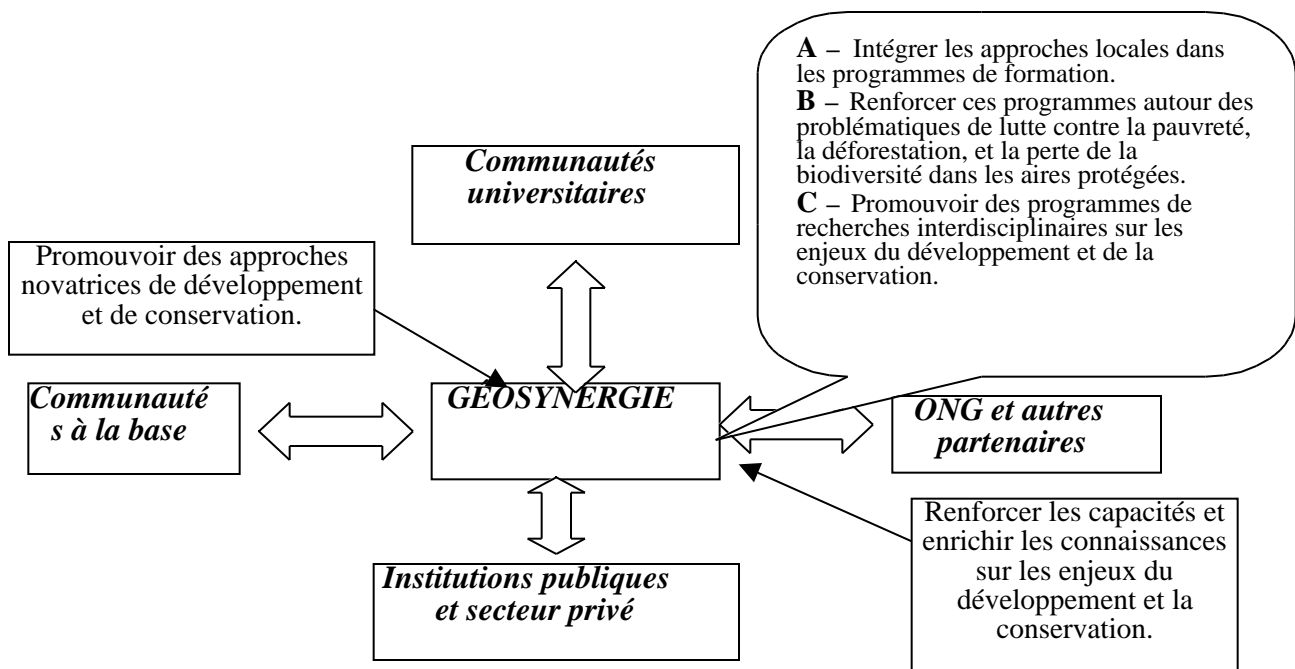 A – Intégrer les approches locales dans
les programmes de formation.
B – Renforcer ces programmes autour des
problématiques de lutte contre la pauvreté,
la déforestation, et la perte de la
biodiversité dans les aires protégées.
C – Promouvoir des programmes de
recherches interdisciplinaires sur les
enjeux du développement et de la
conservation.
Communautés
universitaires
Promouvoir des approches
novatrices de développement
et de conservation.
Communauté
s à la base
GÉOSYNERGIE
ONG et autres
partenaires
Institutions publiques
et secteur privé
Renforcer les capacités et
enrichir les connaissances
sur les enjeux du
développement et la
conservation.